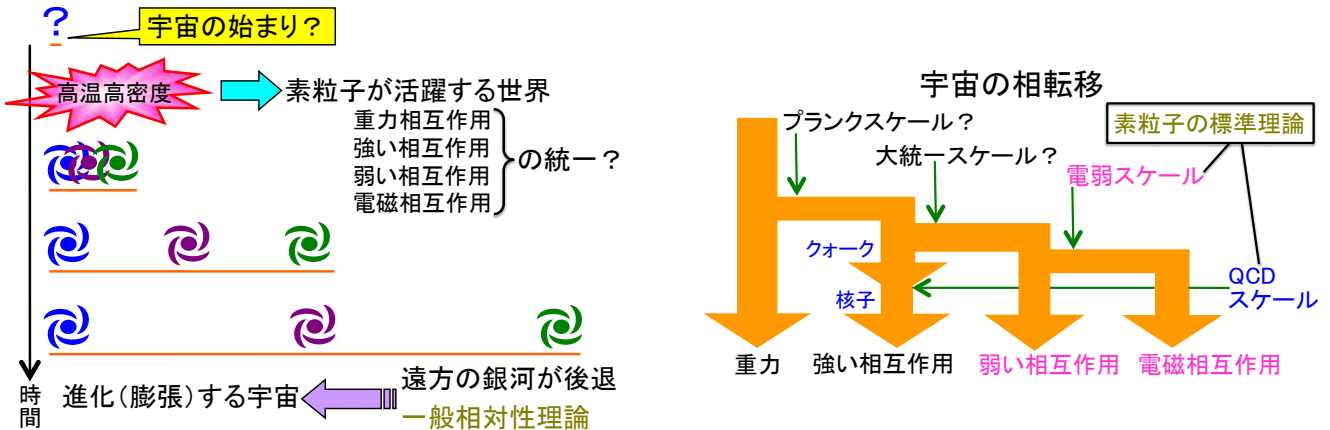 ?
宇宙の始まり？
高温高密度
素粒子が活躍する世界
重力相互作用
強い相互作用
弱い相互作用
電磁相互作用
の統一？
時間
進化（膨張）する宇宙
遠方の銀河が後退
一般相対性理論
宇宙の相転移
プランクスケール？
素粒子の標準理論
大統一スケール？
電弱スケール
クォーク
核子
QCD
スケール
重力
強い相互作用
弱い相互作用
電磁相互作用